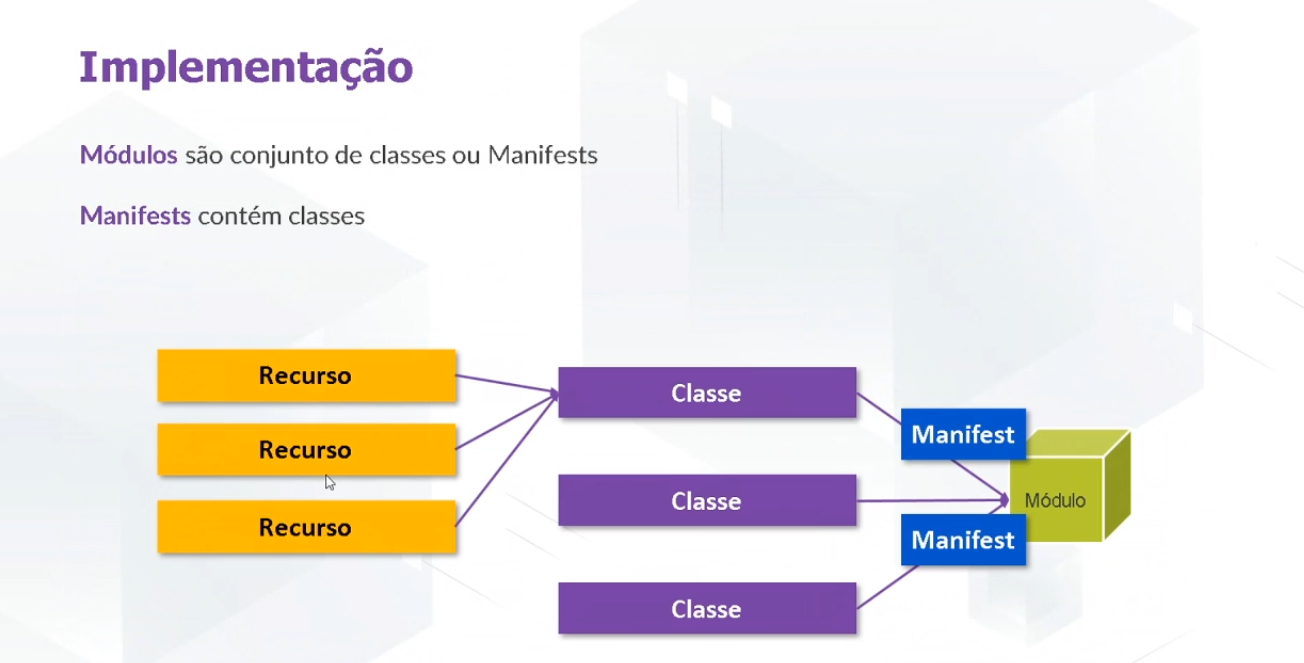 Implementação
Módulos são conjunto de classes ou Manifests
Manifests contém classes
Recurso
Recurso
Recurso
Classe
Classe
Classe
Manifest
Manifest
Módulo